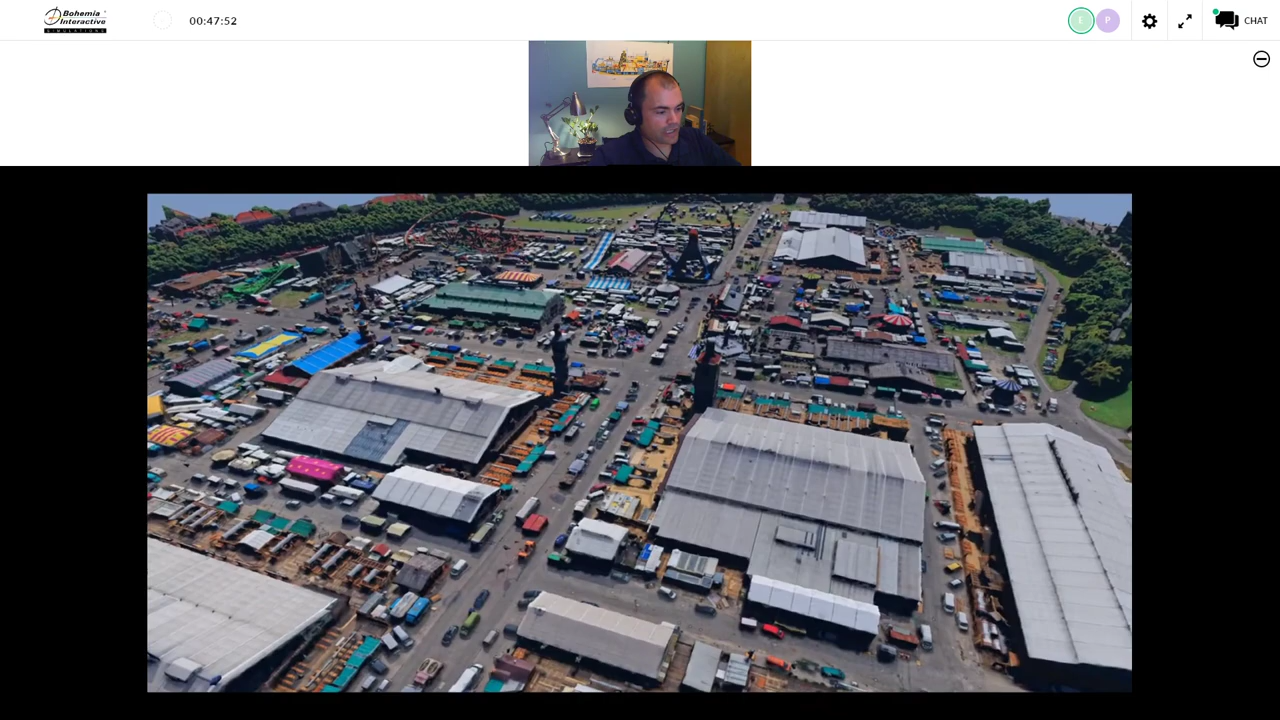 Bohemia
Interactive
SIMULATIONS
00:47:52
E
P
CHAT